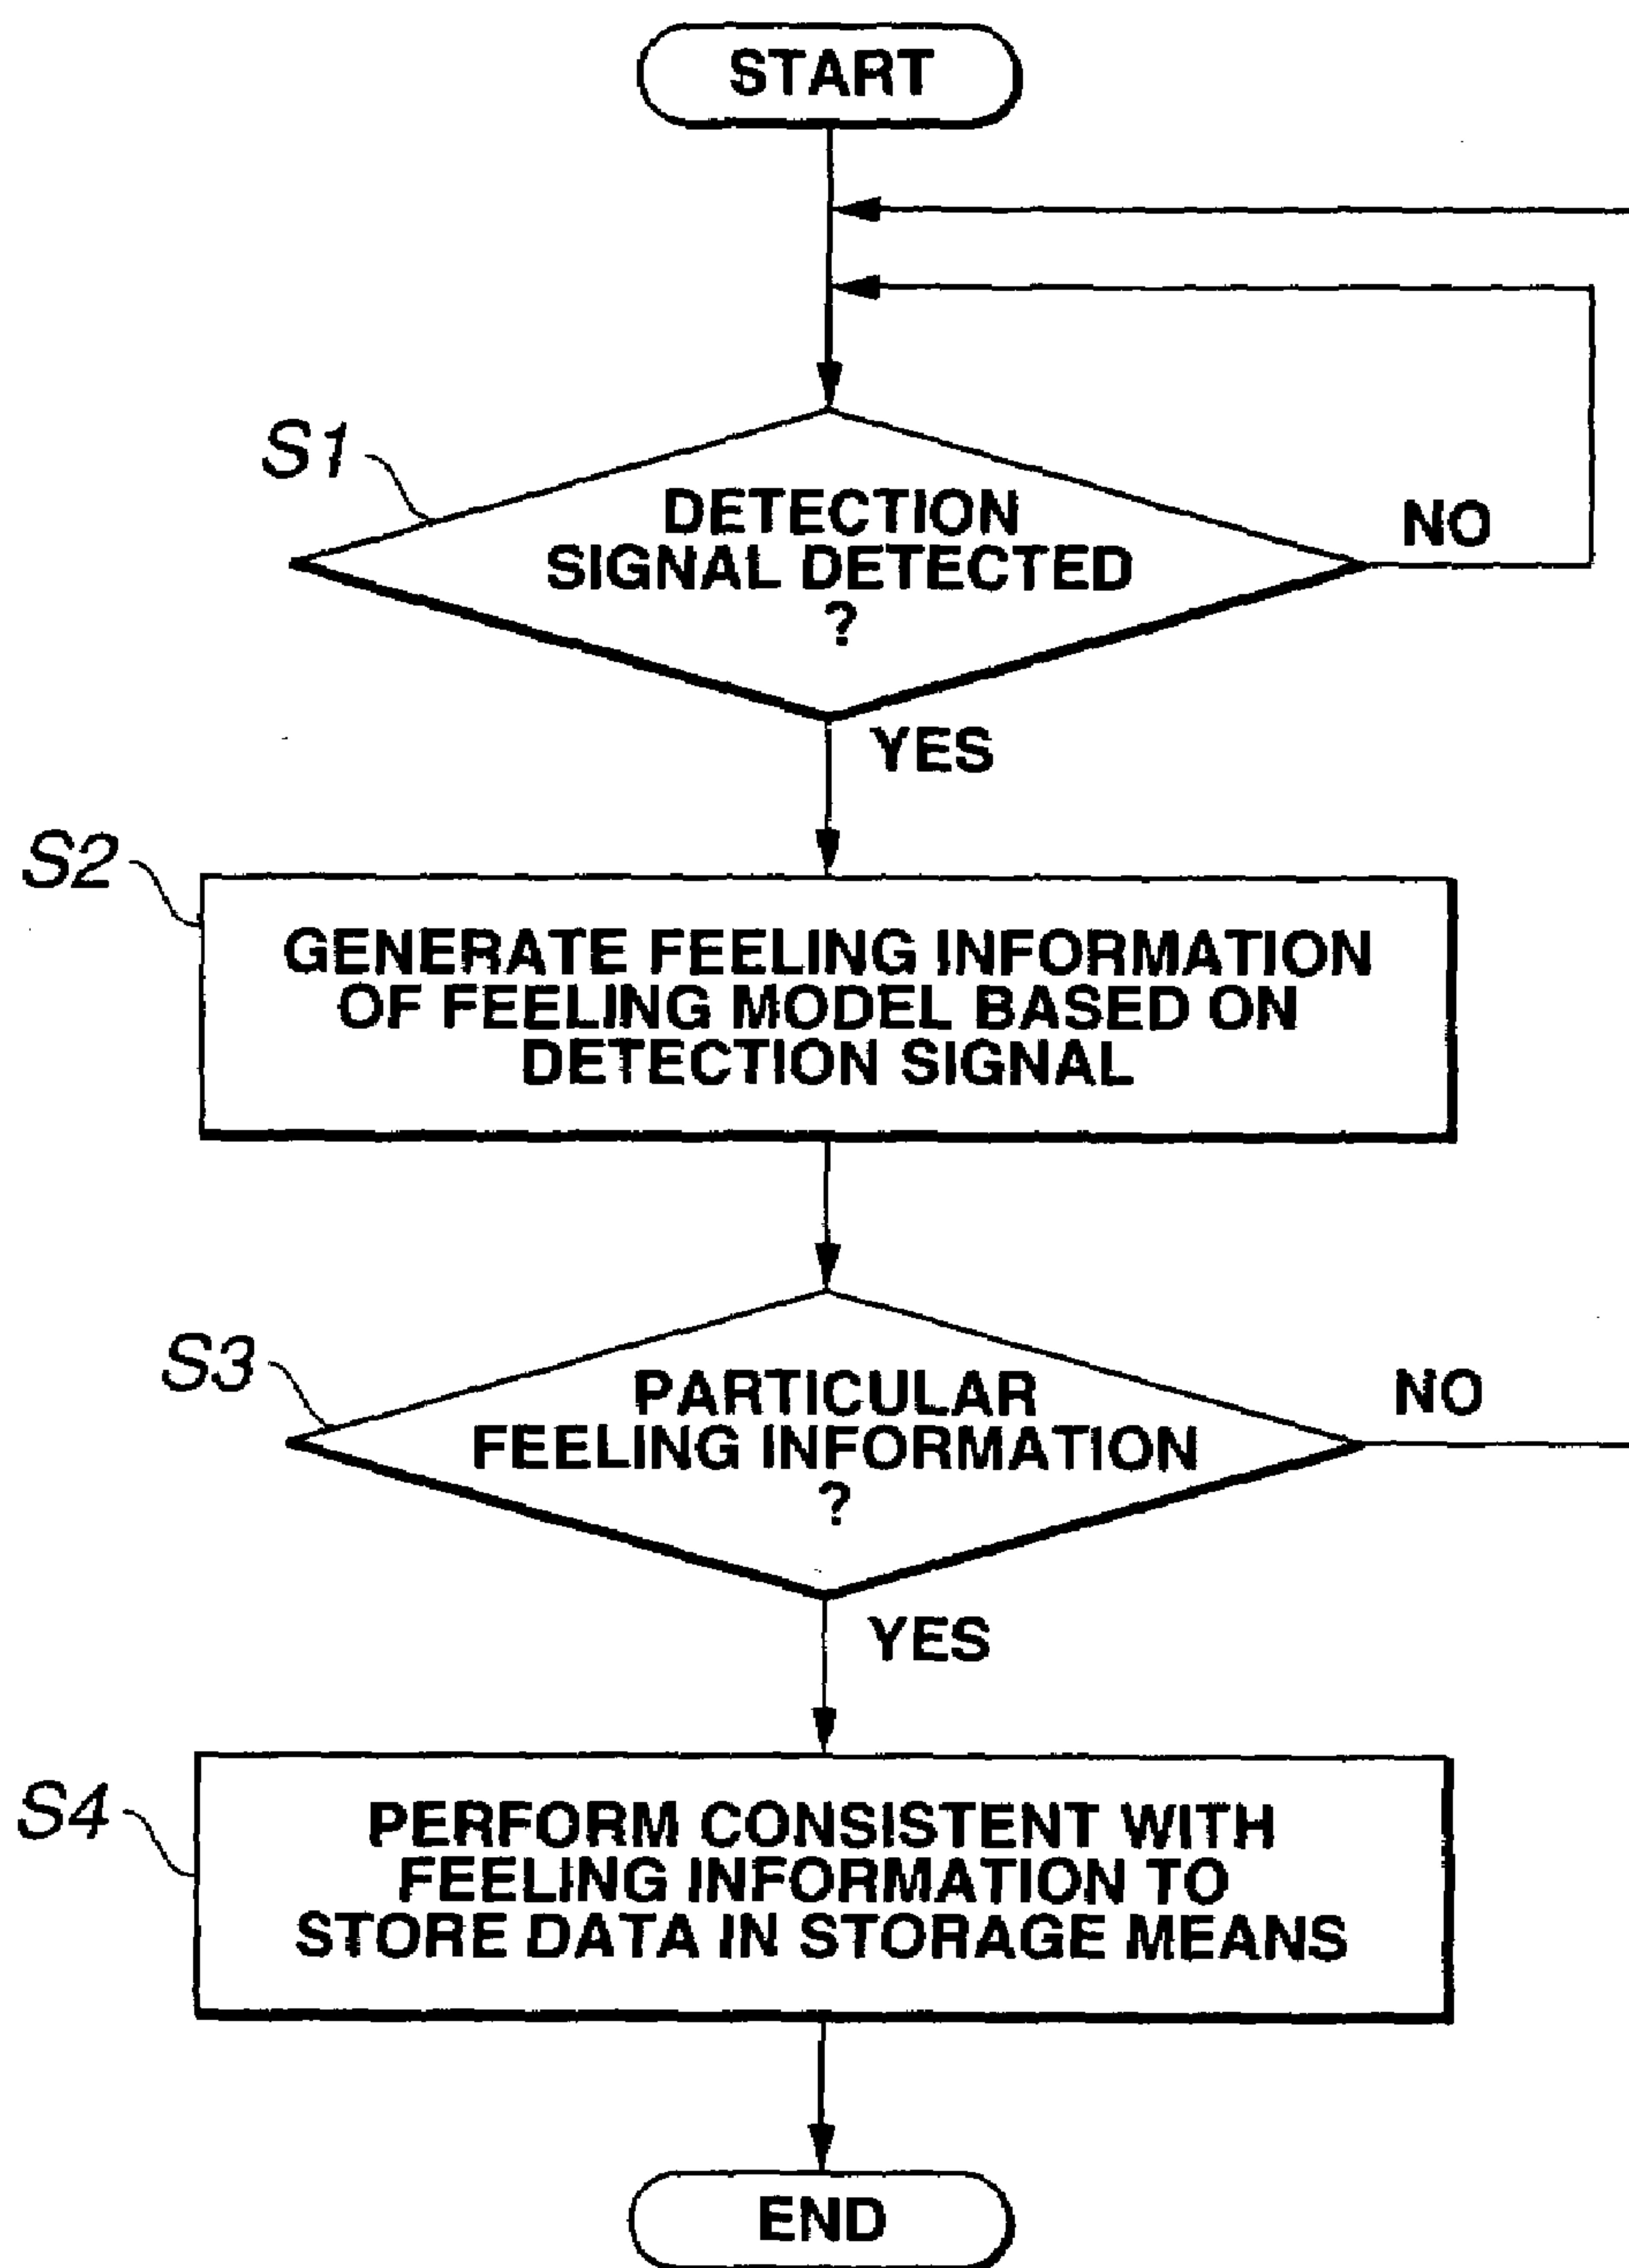 START
S1
DETECTION
SIGNAL DETECTED
?
NO
YES
S2
GENERATE FEELING INFORMATION
OF FEELING MODEL BASED ON
DETECTION SIGNAL
S3
PARTICULAR
FEELING INFORMATION
?
NO
YES
S4
PERFORM CONSISTENT WITH
FEELING INFORMATION TO
STORE DATA IN STORAGE MEANS
END